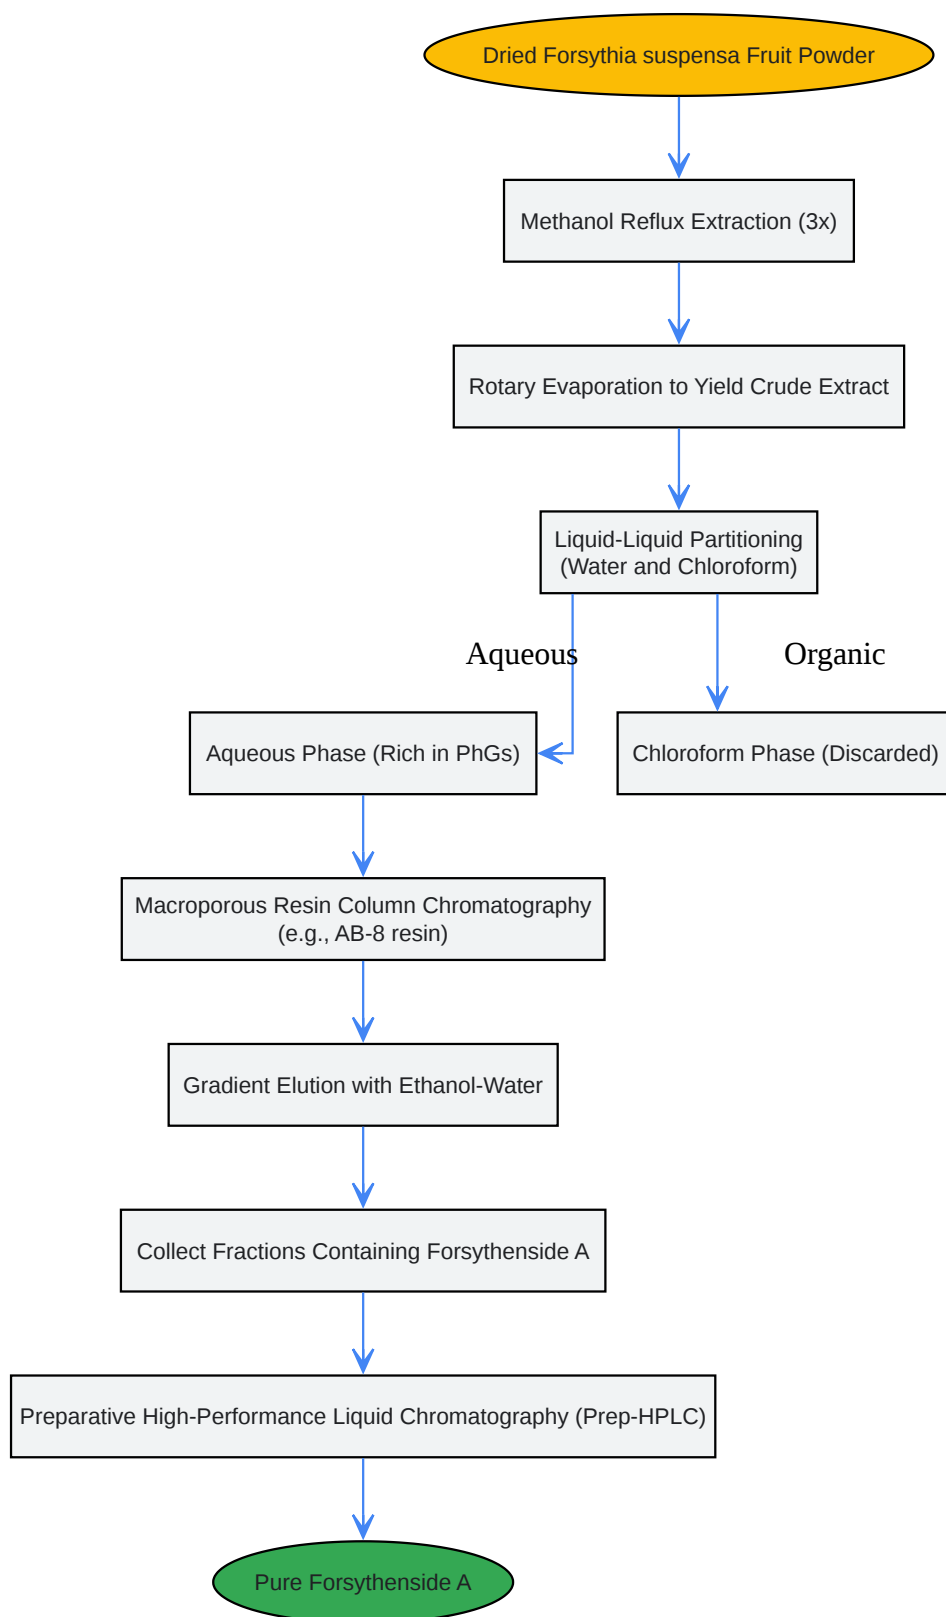 Dried Forsythia suspensa Fruit Powder
Methanol Reflux Extraction (3x)
Rotary Evaporation to Yield Crude Extract
Liquid-Liquid Partitioning
(Water and Chloroform)
Aqueous
Organic
Aqueous Phase (Rich in PhGs)
Chloroform Phase (Discarded)
Macroporous Resin Column Chromatography
(e.g., AB-8 resin)
Gradient Elution with Ethanol-Water
Collect Fractions Containing Forsythenside A
Preparative High-Performance Liquid Chromatography (Prep-HPLC)
Pure Forsythenside A